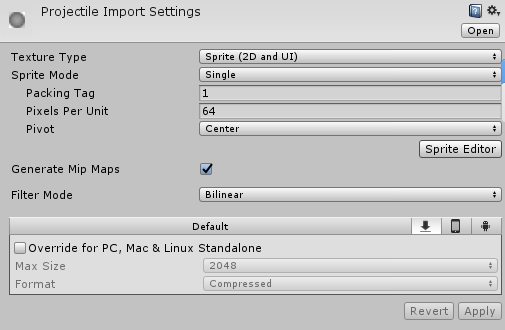 Projectile Import Settings
Open
Texture Type Sprite (2D and UI)
Sprite Mode Single
Packing Tag 1
Pixels Per Unit 64
Pivot Center
Sprite Editor
Generate Mip Maps
Filter Mode Bilinear
Default
Override for PC, Mac & Linux Standalone
Max Size 2048
Format Compressed
Revert Apply